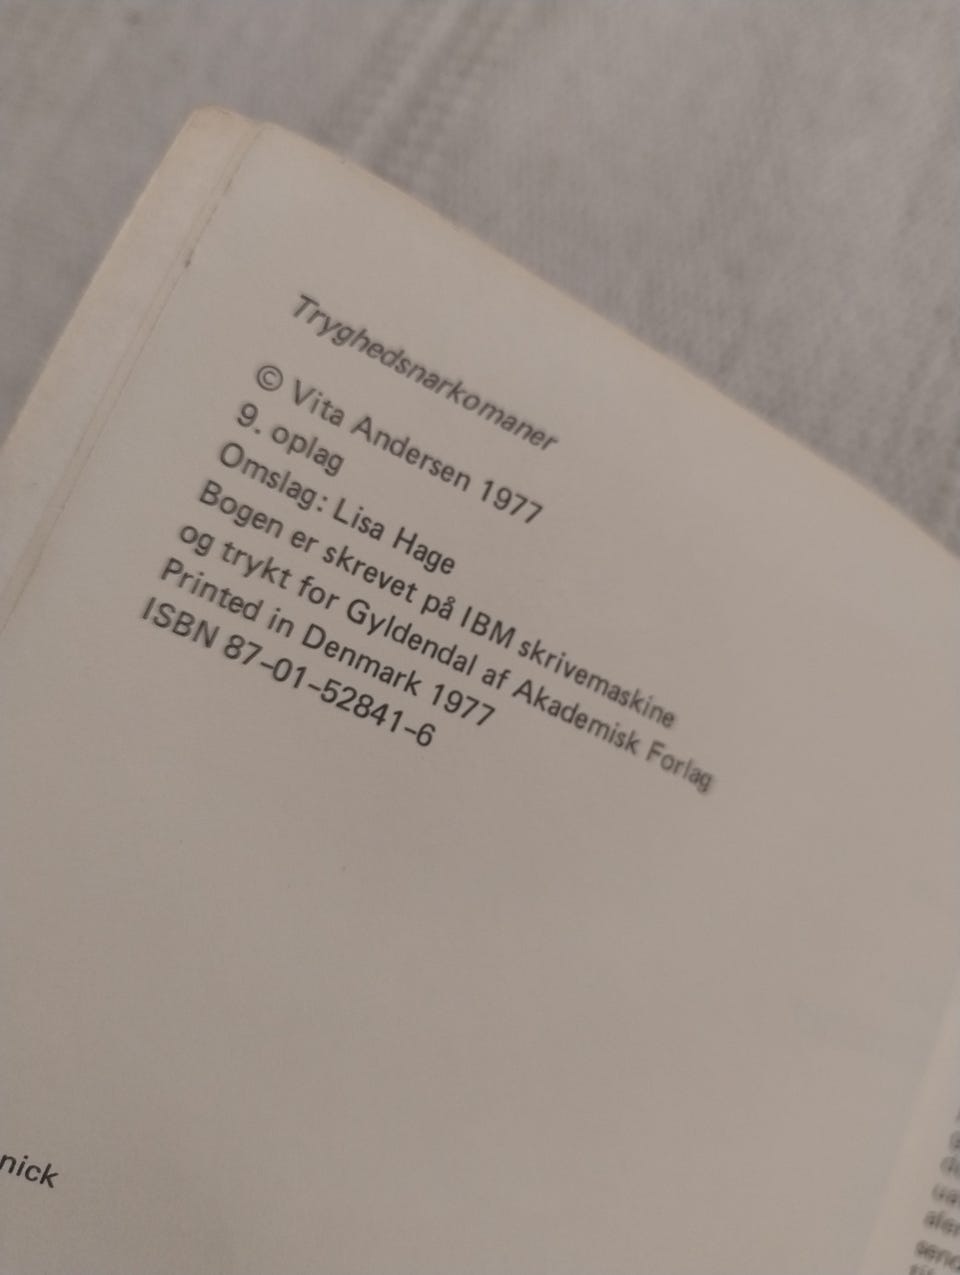 Tryghedsnarkomaner
© Vita Andersen 1977
9. oplag
Omslag: Lisa Hage
Bogen er skrevet på IBM skrivemaskine
og trykt for Gyldendal af Akademisk Forlag
Printed in Denmark 1977
ISBN 87-01-52841-6
nick